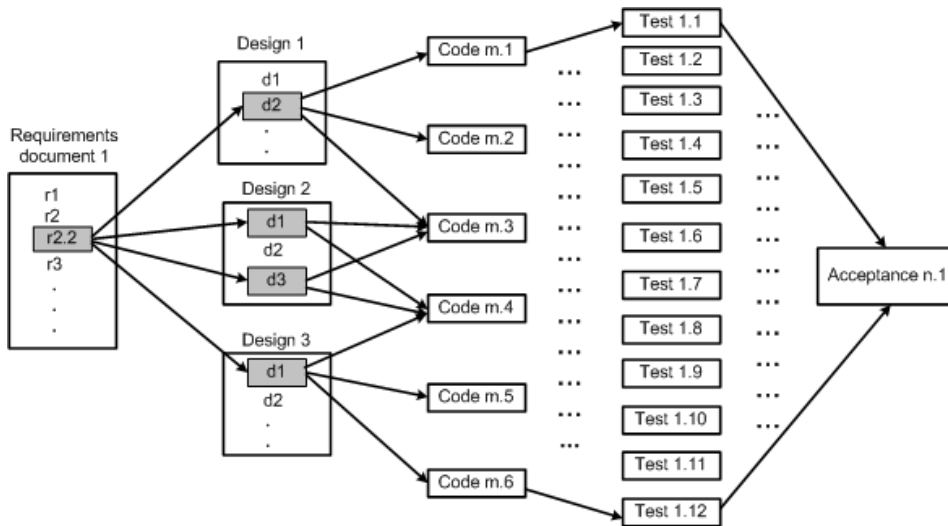 Requirements
document 1
r1
r2
r2.2
r3
.
.
.
Design 1
d1
d2
.
.
Design 2
d1
d2
d3
Design 3
d1
d2
.
.
Code m.1
Code m.2
Code m.3
Code m.4
Code m.5
Code m.6
...
...
...
...
...
...
...
...
...
...
...
...
Test 1.1
Test 1.2
Test 1.3
Test 1.4
Test 1.5
Test 1.6
Test 1.7
Test 1.8
Test 1.9
Test 1.10
Test 1.11
Test 1.12
...
...
...
...
...
...
...
...
Acceptance n.1